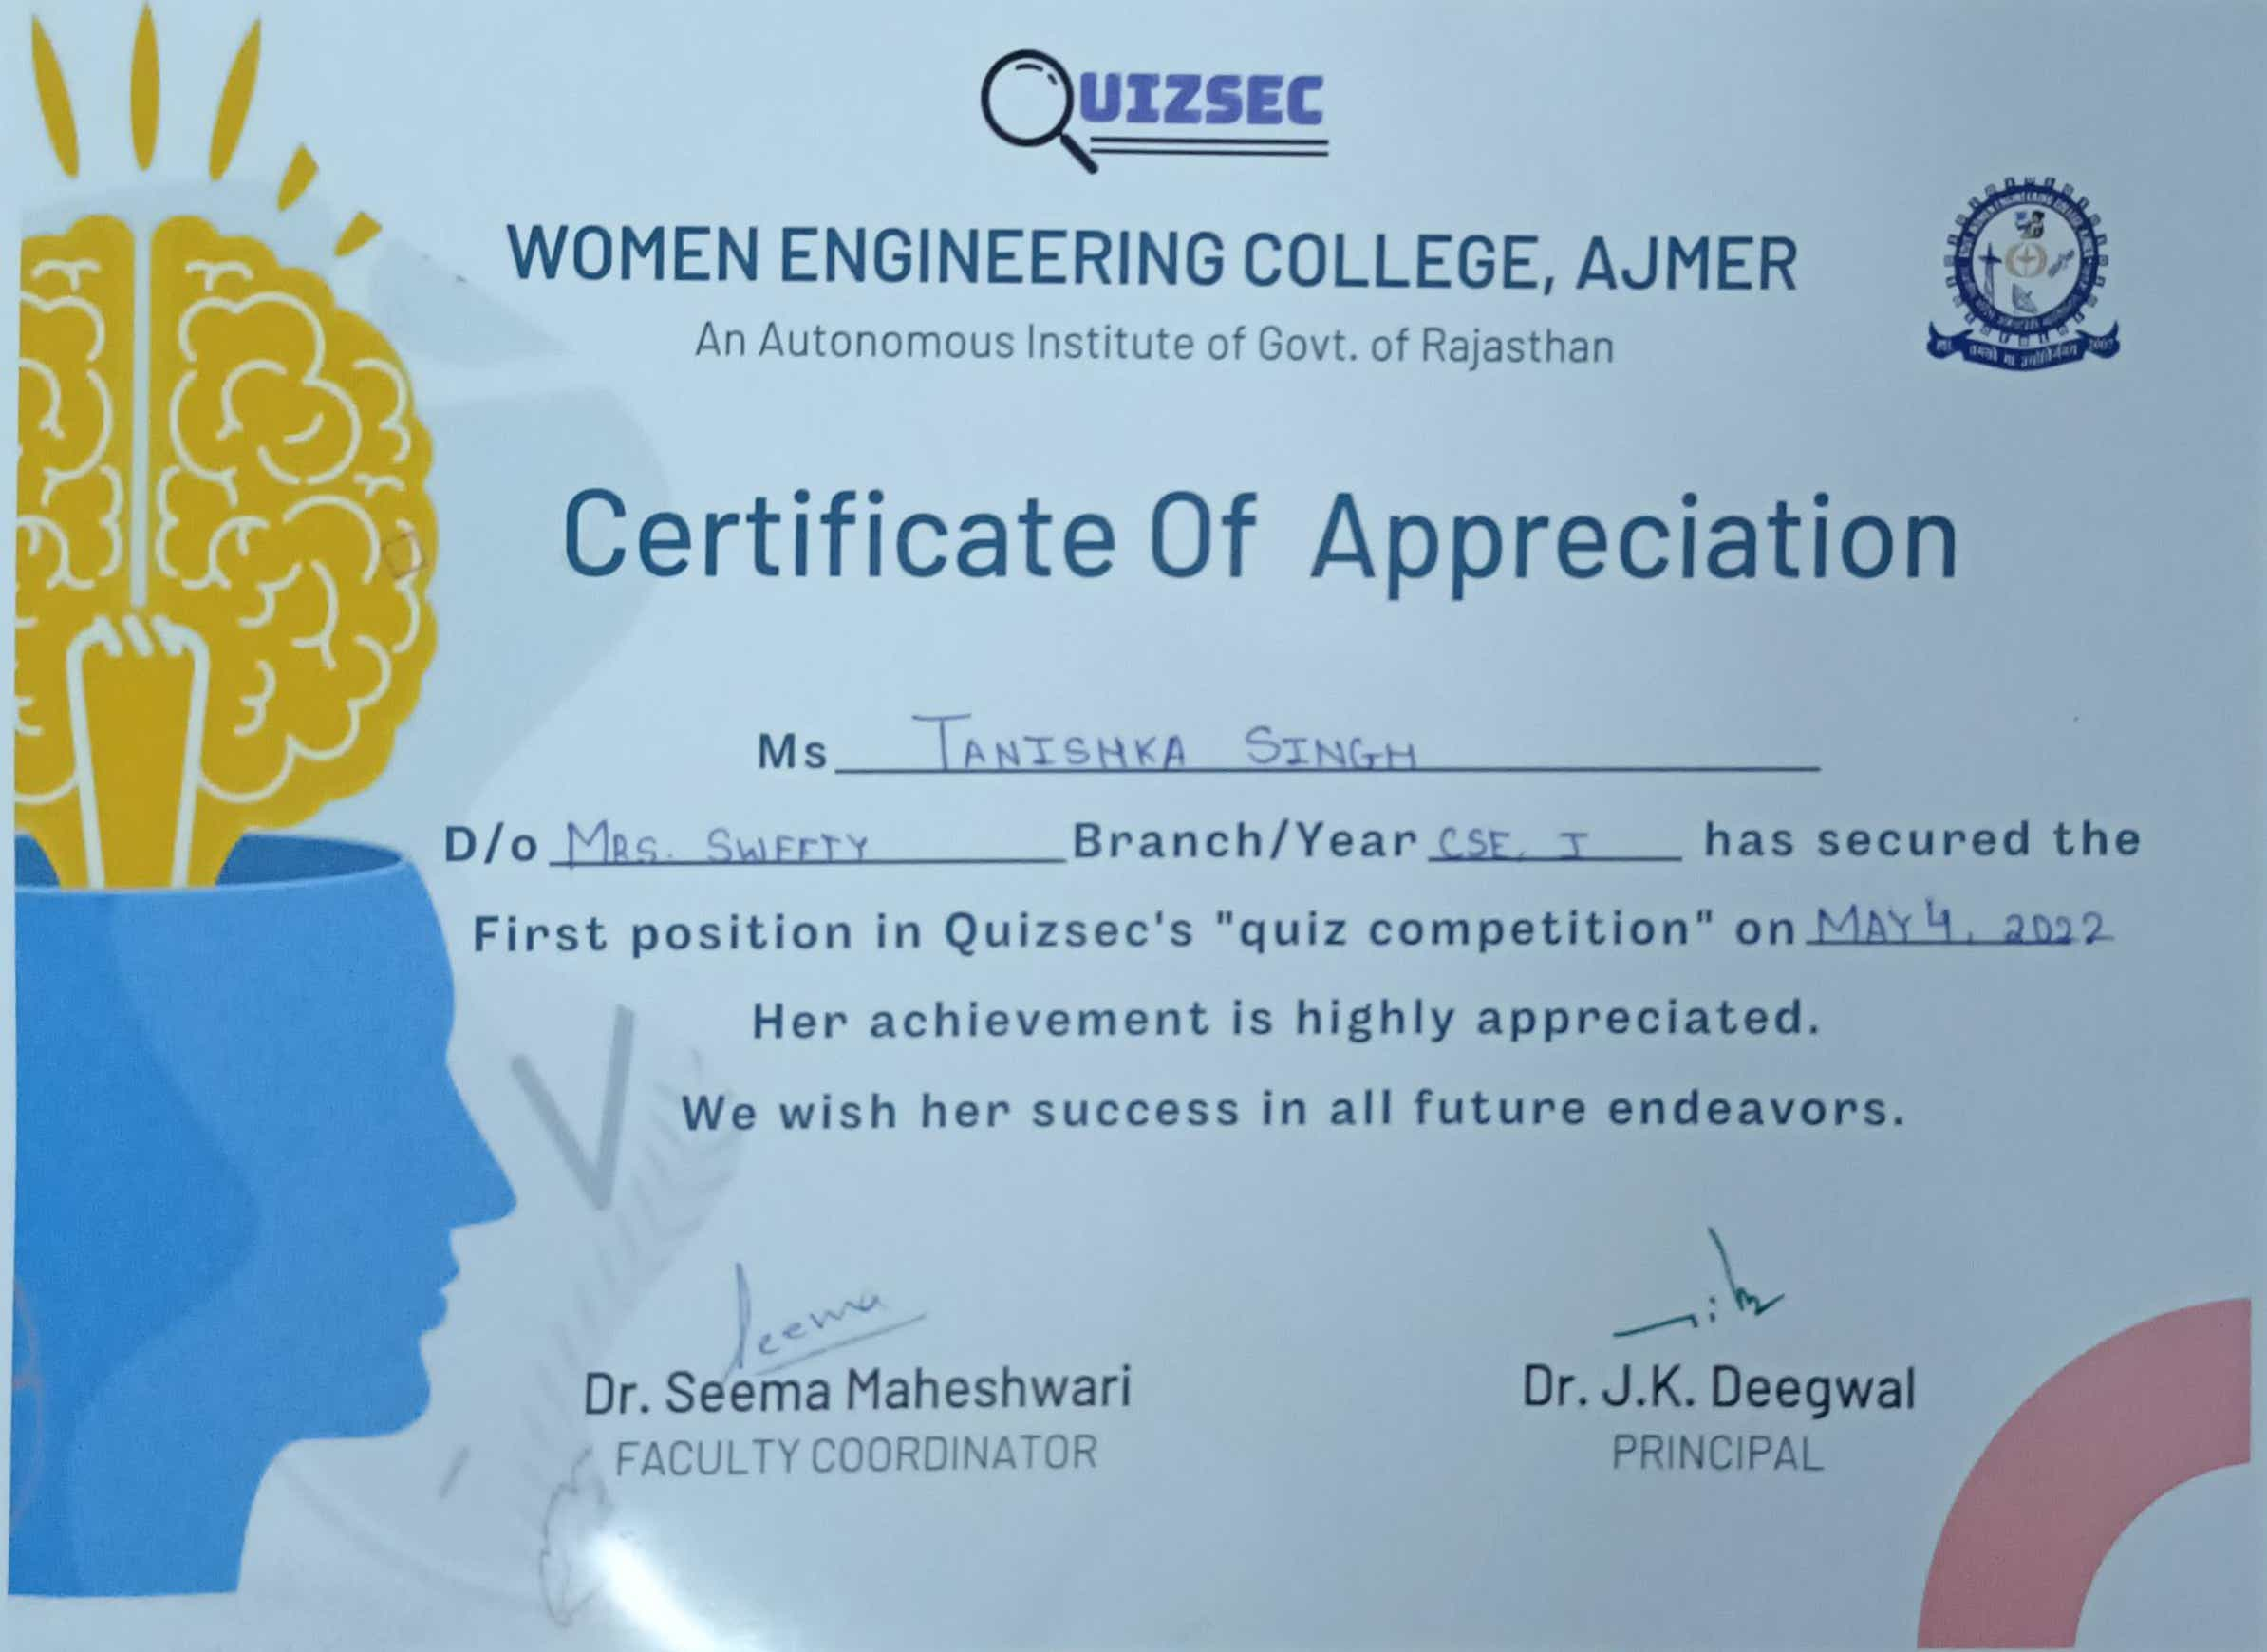 QUIZSEC
WOMEN ENGINEERING COLLEGE, AJMER
An Autonomous Institute of Govt. of Rajasthan
तमसो मा ज्योतिर्गमय
Certificate Of Appreciation
Ms TANISHKA SINGH
D/o MRS. SWEETY Branch/Year CSE, I has secured the
First position in Quizsec's "quiz competition" on MAY 4, 2022
Her achievement is highly appreciated.
We wish her success in all future endeavors.
Seema
Dr. Seema Maheshwari
FACULTY COORDINATOR
Dr. J.K. Deegwal
PRINCIPAL